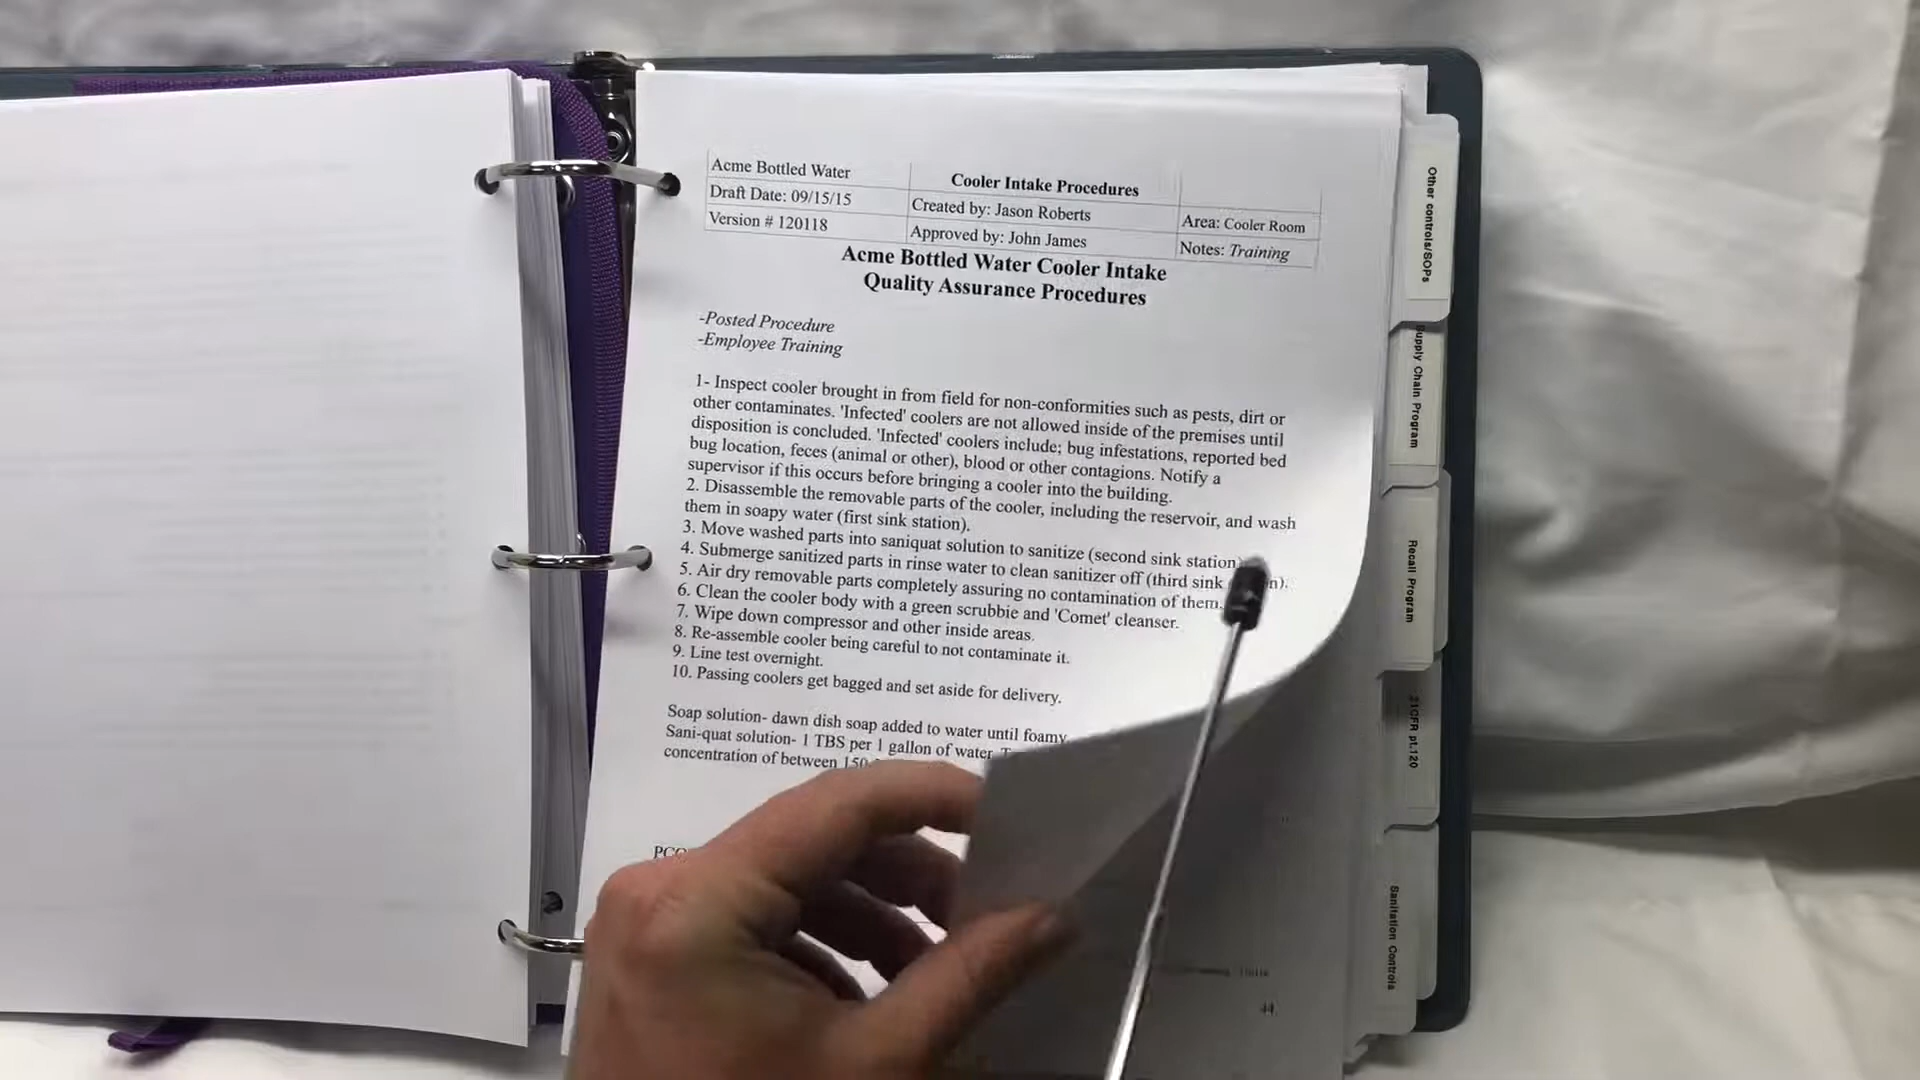 Acme Bottled Water
Cooler Intake Procedures
Draft Date: 09/15/15
Created by: Jason Roberts
Area: Cooler Room
Version # 120118
Approved by: John James
Notes: Training
Acme Bottled Water Cooler Intake
Quality Assurance Procedures
-Posted Procedure
-Employee Training
1- Inspect cooler brought in from field for non-conformities such as pests, dirt or
other contaminates. 'Infected' coolers are not allowed inside of the premises until
disposition is concluded. 'Infected' coolers include; bug infestations, reported bed
bug location, feces (animal or other), blood or other contagions. Notify a
supervisor if this occurs before bringing a cooler into the building.
2. Disassemble the removable parts of the cooler, including the reservoir, and wash
them in soapy water (first sink station).
3. Move washed parts into saniquat solution to sanitize (second sink station
4. Submerge sanitized parts in rinse water to clean sanitizer off (third sink
5. Air dry removable parts completely assuring no contamination of them.
6. Clean the cooler body with a green scrubbie and 'Comet' cleanser.
7. Wipe down compressor and other inside areas.
8. Re-assemble cooler being careful to not contaminate it.
9. Line test overnight.
10. Passing coolers get bagged and set aside for delivery.
Soap solution- dawn dish soap added to water until foamy
Sani-quat solution- 1 TBS per 1 gallon of water
concentration of between 150
44
Other controls/SOPs
Supply Chain Program
Recall Program
21CFR pt.120
Sanitation Controls